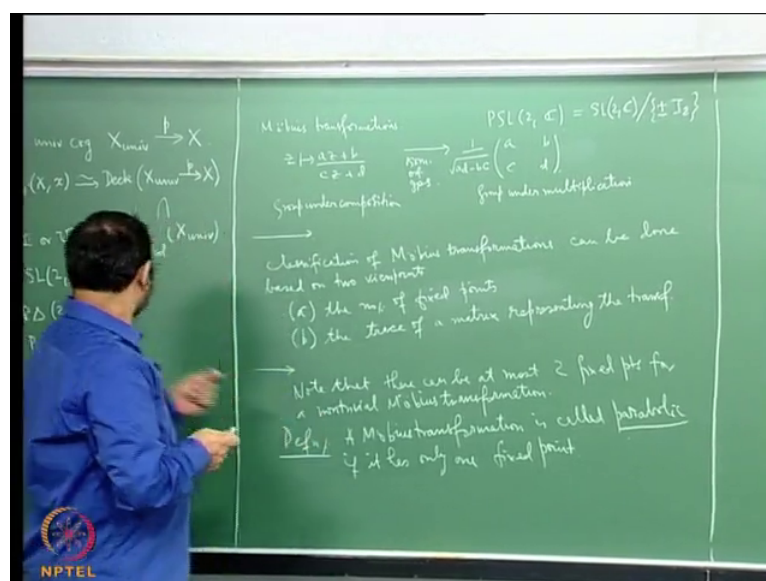 univ cog X_univ →p X
(X, x) ≃ Deck (X_univ →p X)
(X_univ)
SL(2,
PSL(2, ℂ) = SL(2, ℂ)/{± I₂}
Möbius transformations
z ↦ (az+b)/(cz+d) → isom. of gps 1/√(ad-bc) (a b c d)
Group under composition Group under multiplication
→ Classification of Möbius transformations can be done
based on two viewpoints
(a) the no. of fixed points
(b) the trace of a matrix representing the transf.
→ Note that there can be at most 2 fixed pts for
a nontrivial Möbius transformation.
Defn/ A Möbius transformation is called parabolic
if it has only one fixed point
NPTEL